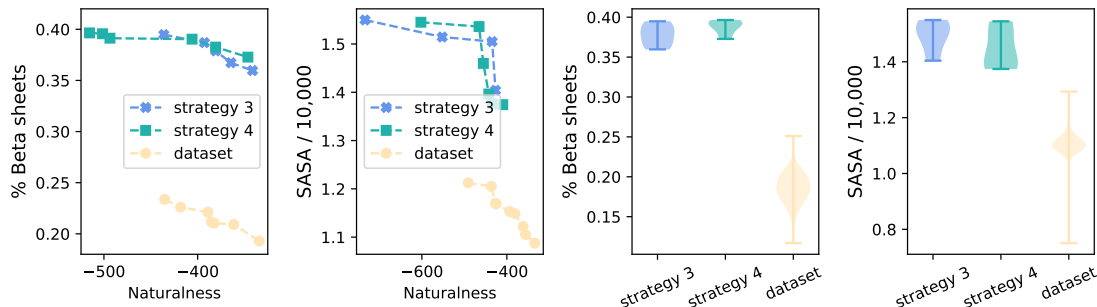 % Beta sheets
0.40
0.35
0.30
0.25
0.20
−500
−400
Naturalness
strategy 3
strategy 4
dataset
SASA / 10,000
1.5
1.4
1.3
1.2
1.1
−600
−400
Naturalness
strategy 3
strategy 4
dataset
% Beta sheets
0.40
0.35
0.30
0.25
0.20
0.15
strategy 3
strategy 4
dataset
SASA / 10,000
1.4
1.2
1.0
0.8
strategy 3
strategy 4
dataset